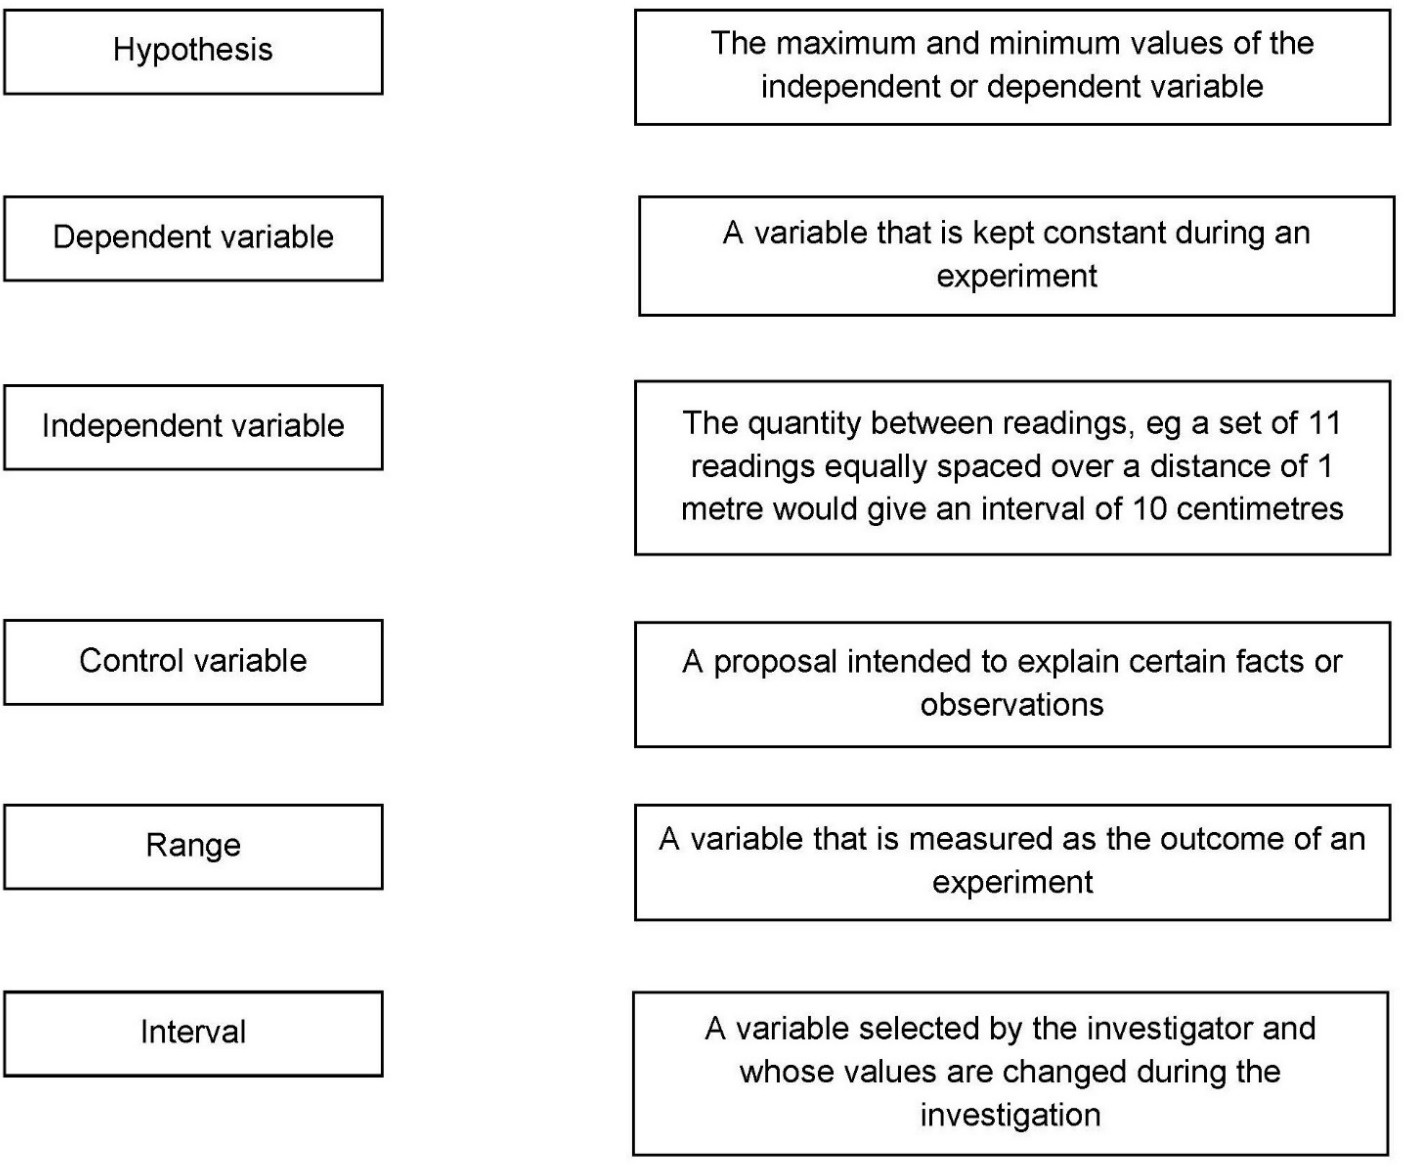 Hypothesis
The maximum and minimum values of the
independent or dependent variable
Dependent variable
A variable that is kept constant during an
experiment
Independent variable
The quantity between readings, eg a set of 11
readings equally spaced over a distance of 1
metre would give an interval of 10 centimetres
Control variable
A proposal intended to explain certain facts or
observations
Range
A variable that is measured as the outcome of an
experiment
Interval
A variable selected by the investigator and
whose values are changed during the
investigation